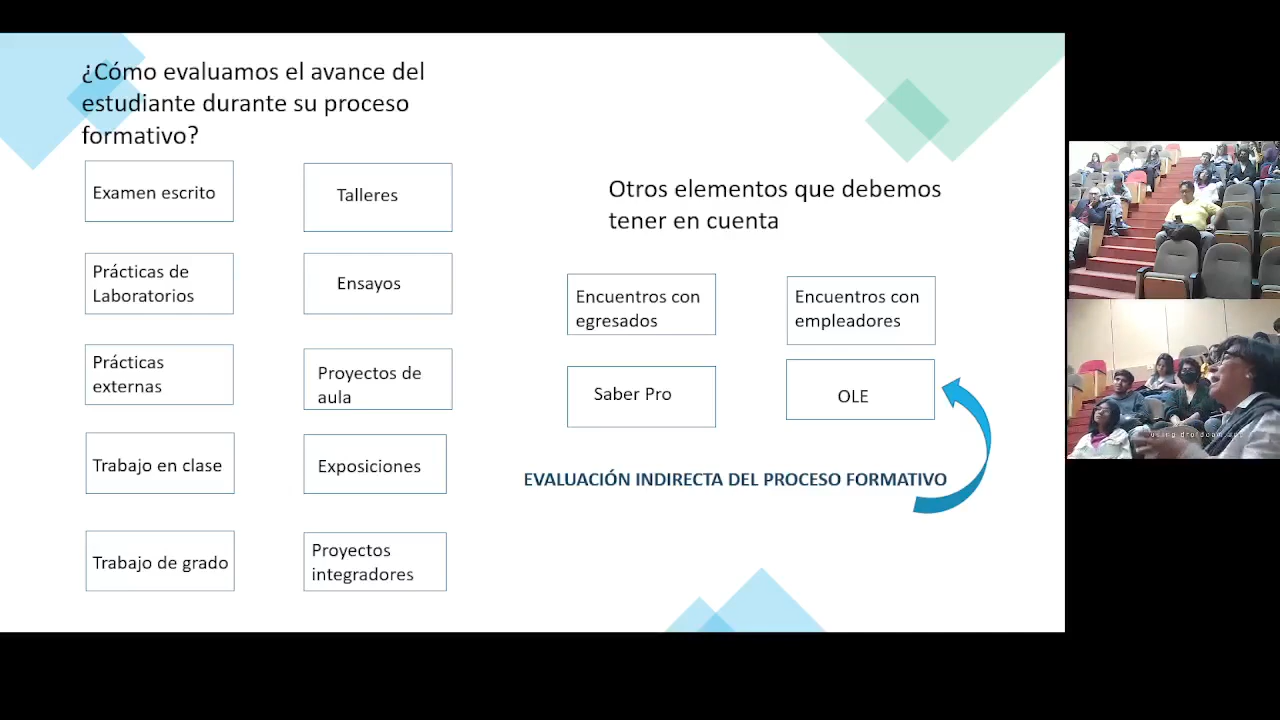 ¿Cómo evaluamos el avance del
estudiante durante su proceso
formativo?
Examen escrito
Talleres
Prácticas de
Laboratorios
Ensayos
Prácticas
externas
Proyectos de
aula
Trabajo en clase
Exposiciones
Trabajo de grado
Proyectos
integradores
Otros elementos que debemos
tener en cuenta
Encuentros con
egresados
Encuentros con
empleadores
Saber Pro
OLE
EVALUACIÓN INDIRECTA DEL PROCESO FORMATIVO